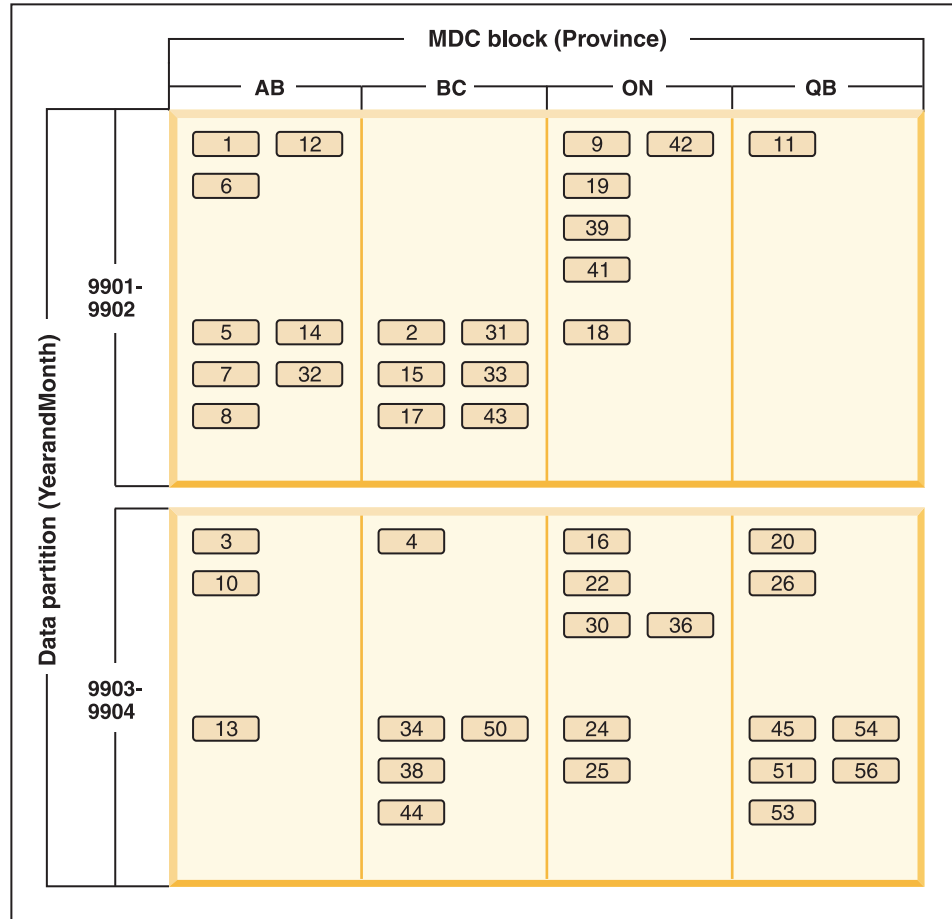 MDC block (Province)
AB BC ON QB
Data partition (YearandMonth)
9901-
9902
1 12 9 42 11
6 19
39
41
5 14 2 31 18
7 32 15 33
8 17 43
9903-
9904
3 4 16 20
10 22 26
30 36
13 34 50 24 45 54
38 25 51 56
44 53